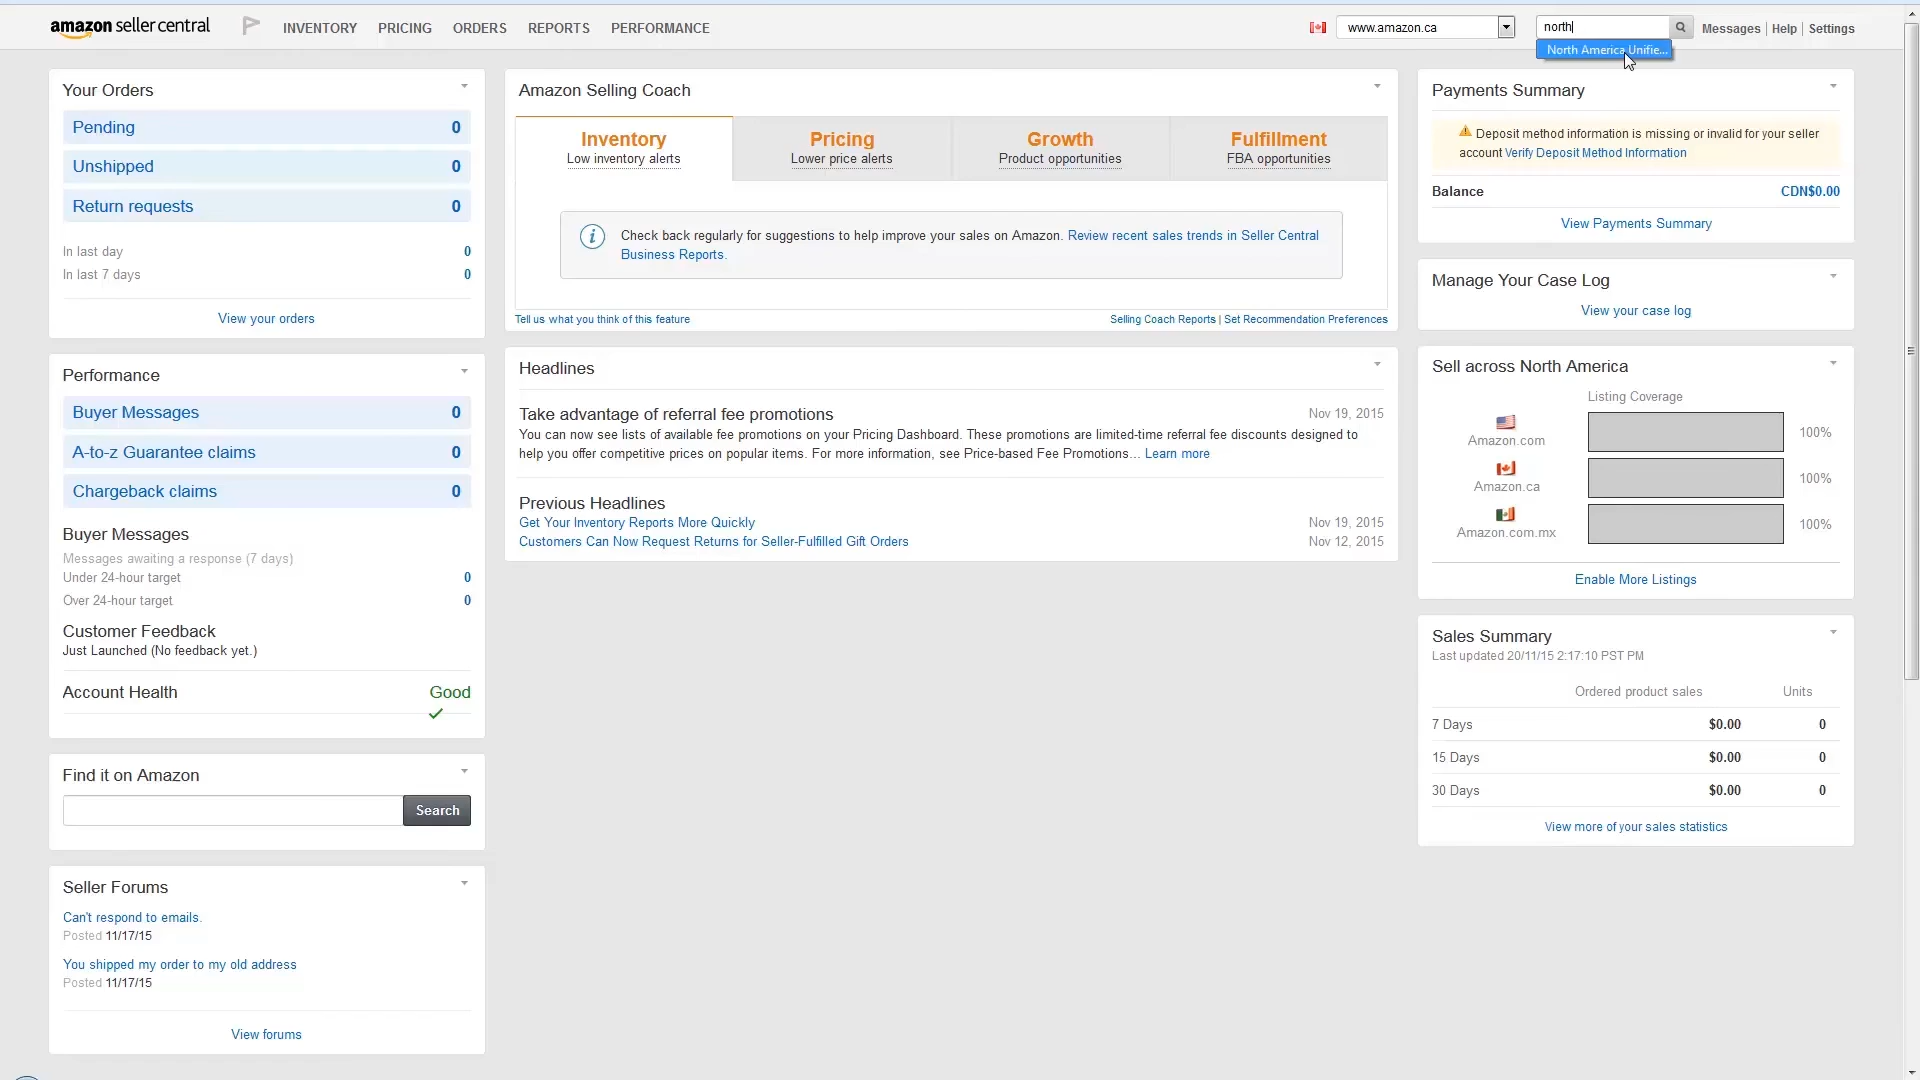 amazon seller central
INVENTORY PRICING ORDERS REPORTS PERFORMANCE
www.amazon.ca
north
Messages | Help | Settings
North America Unifie...
Your Orders
Pending 0
Unshipped 0
Return requests 0
In last day 0
In last 7 days 0
View your orders
Performance
Buyer Messages 0
A-to-z Guarantee claims 0
Chargeback claims 0
Buyer Messages
Messages awaiting a response (7 days)
Under 24-hour target 0
Over 24-hour target 0
Customer Feedback
Just Launched (No feedback yet.)
Account Health Good
Find it on Amazon
Search
Seller Forums
Can't respond to emails.
Posted 11/17/15
You shipped my order to my old address
Posted 11/17/15
View forums
Amazon Selling Coach
Inventory
Low inventory alerts
Pricing
Lower price alerts
Growth
Product opportunities
Fulfillment
FBA opportunities
Check back regularly for suggestions to help improve your sales on Amazon. Review recent sales trends in Seller Central
Business Reports.
Tell us what you think of this feature
Selling Coach Reports | Set Recommendation Preferences
Headlines
Take advantage of referral fee promotions Nov 19, 2015
You can now see lists of available fee promotions on your Pricing Dashboard. These promotions are limited-time referral fee discounts designed to
help you offer competitive prices on popular items. For more information, see Price-based Fee Promotions... Learn more
Previous Headlines
Get Your Inventory Reports More Quickly Nov 19, 2015
Customers Can Now Request Returns for Seller-Fulfilled Gift Orders Nov 12, 2015
Payments Summary
Deposit method information is missing or invalid for your seller
account Verify Deposit Method Information
Balance CDN$0.00
View Payments Summary
Manage Your Case Log
View your case log
Sell across North America
Listing Coverage
Amazon.com 100%
Amazon.ca 100%
Amazon.com.mx 100%
Enable More Listings
Sales Summary
Last updated 20/11/15 2:17:10 PST PM
Ordered product sales Units
7 Days $0.00 0
15 Days $0.00 0
30 Days $0.00 0
View more of your sales statistics